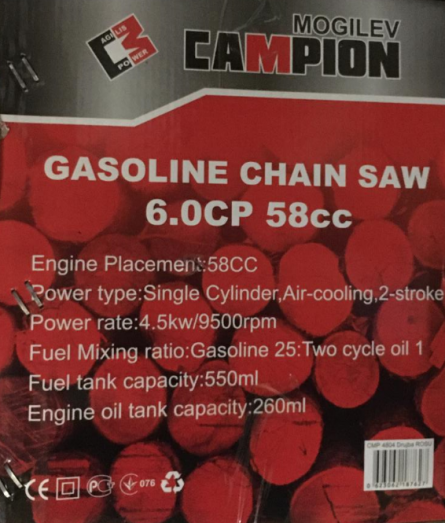 AGILIS
POWER
MOGILEV
CAMPION
GASOLINE CHAIN SAW
6.0CP 58cc
Engine Placement:58CC
Power type:Single Cylinder,Air-cooling,2-stroke
Power rate:4.5kw/9500rpm
Fuel Mixing ratio:Gasoline 25:Two cycle oil 1
Fuel tank capacity:550ml
Engine oil tank capacity:260ml
CE
076